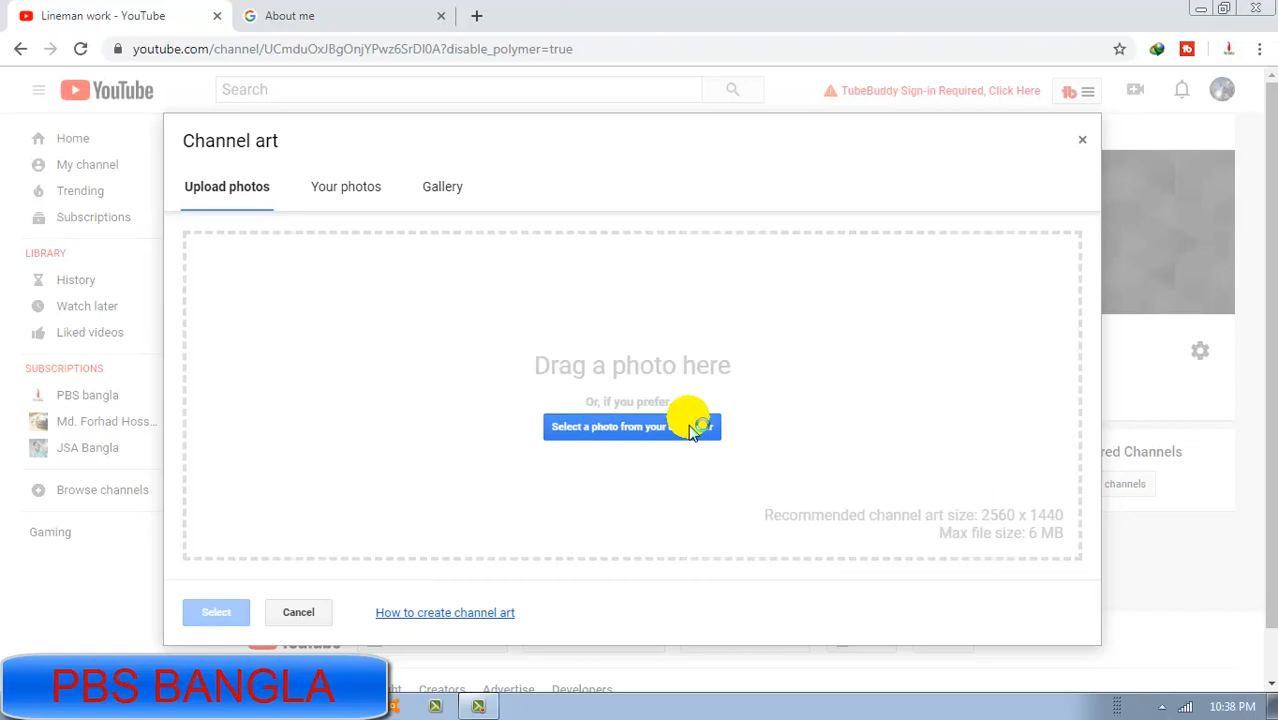 Lineman work - YouTube
About me
youtube.com/channel/UCmduOxJBgOnjYPwz6SrDI0A?disable_polymer=true
YouTube
Search
TubeBuddy Sign-in Required, Click Here
tb
Home
My channel
Trending
Subscriptions
LIBRARY
History
Watch later
Liked videos
SUBSCRIPTIONS
PBS bangla
Md. Forhad Hoss...
JSA Bangla
Browse channels
Gaming
Channel art
Upload photos
Your photos
Gallery
Drag a photo here
Or, if you prefer
Select a photo from your
Recommended channel art size: 2560 x 1440
Max file size: 6 MB
Select
Cancel
How to create channel art
red Channels
channels
Creators
Advertise
Developers
PBS BANGLA
10:38 PM